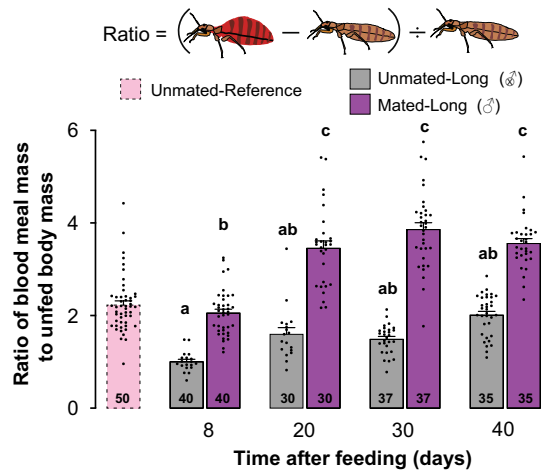 Ratio = ( − ) ÷
Unmated-Reference
Unmated-Long (⚦)
Mated-Long (♂)
Ratio of blood meal mass
to unfed body mass
6
4
2
0
a
b
ab
c
ab
c
ab
c
50
40
40
30
30
37
37
35
35
8
20
30
40
Time after feeding (days)